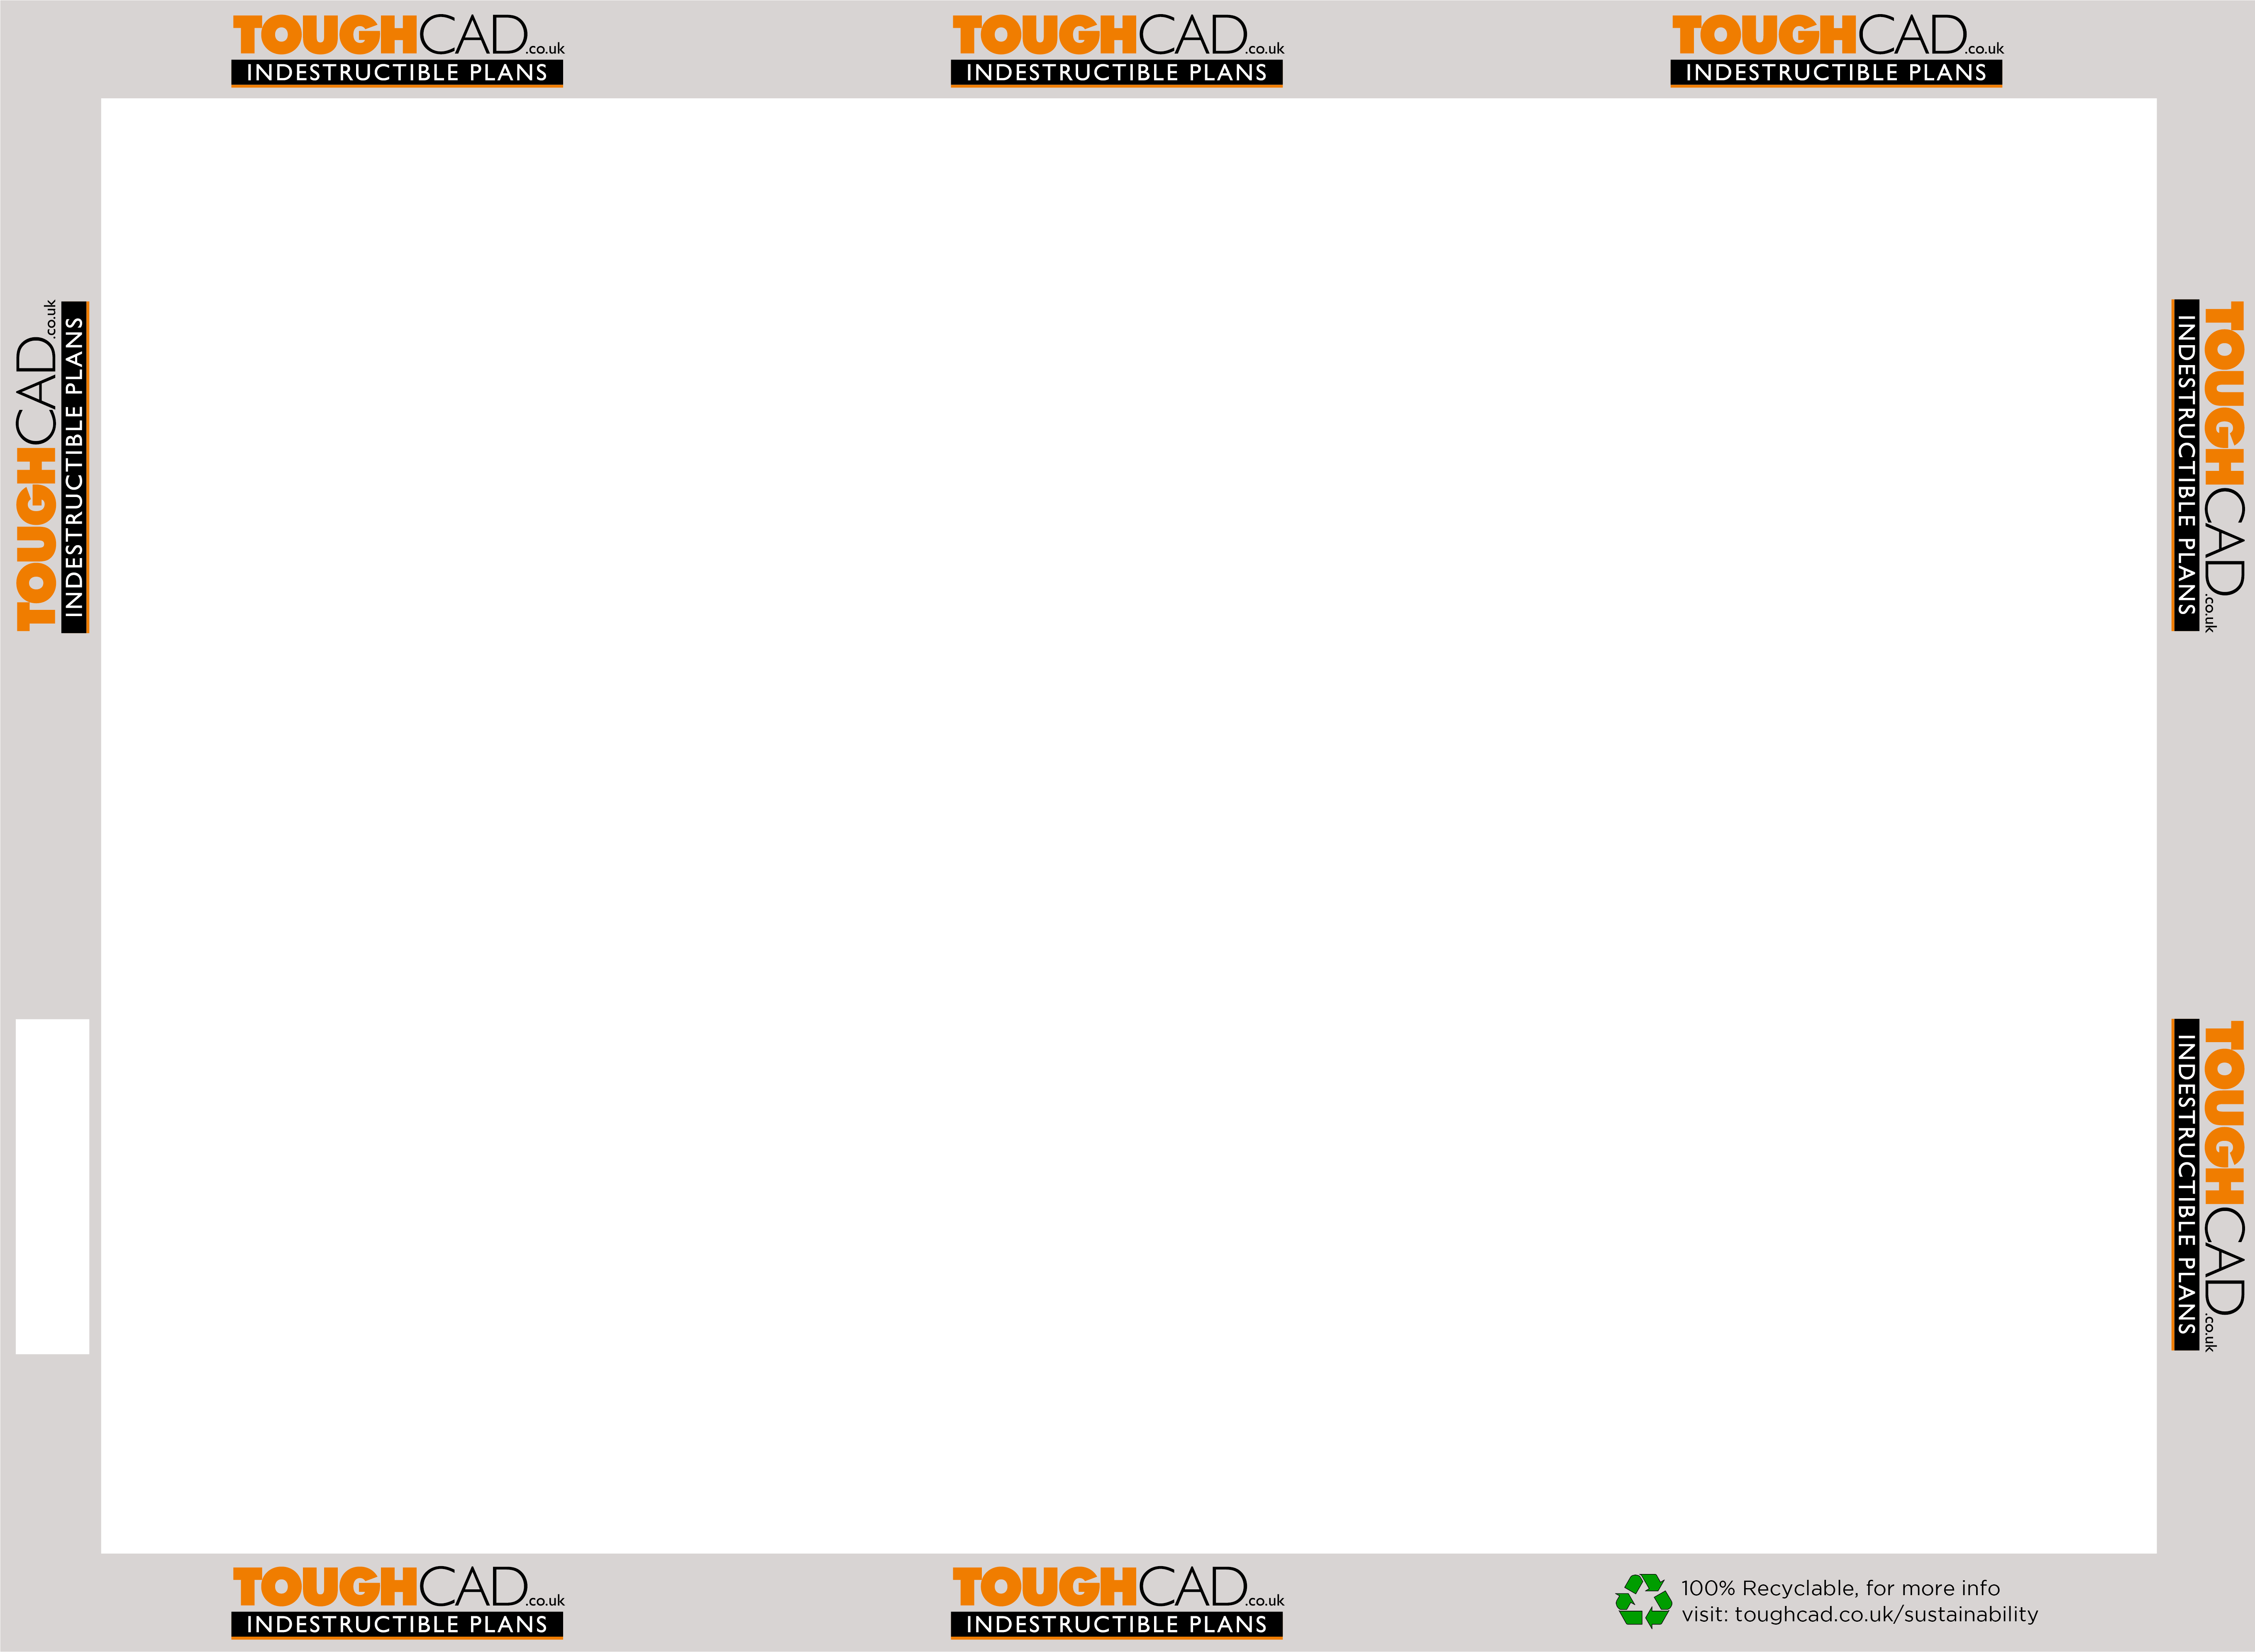 TOUGHCAD.co.uk
INDESTRUCTIBLE PLANS
TOUGHCAD.co.uk
INDESTRUCTIBLE PLANS
TOUGHCAD.co.uk
INDESTRUCTIBLE PLANS
TOUGHCAD.co.uk
INDESTRUCTIBLE PLANS
TOUGHCAD.co.uk
INDESTRUCTIBLE PLANS
TOUGHCAD.co.uk
INDESTRUCTIBLE PLANS
TOUGHCAD.co.uk
INDESTRUCTIBLE PLANS
TOUGHCAD.co.uk
INDESTRUCTIBLE PLANS
100% Recyclable, for more info
visit: toughcad.co.uk/sustainability